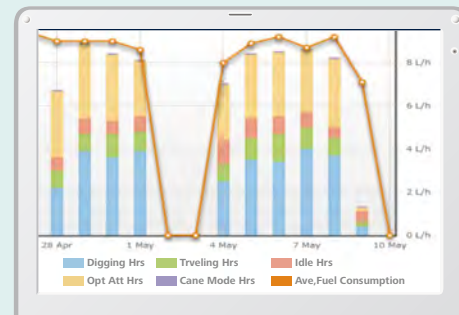 8 L/h
6 L/h
4 L/h
2 L/h
0 L/h
28 Apr 1 May 4 May 7 May 10 May
Digging Hrs Trveling Hrs Idle Hrs
Opt Att Hrs Cane Mode Hrs Ave,Fuel Consumption